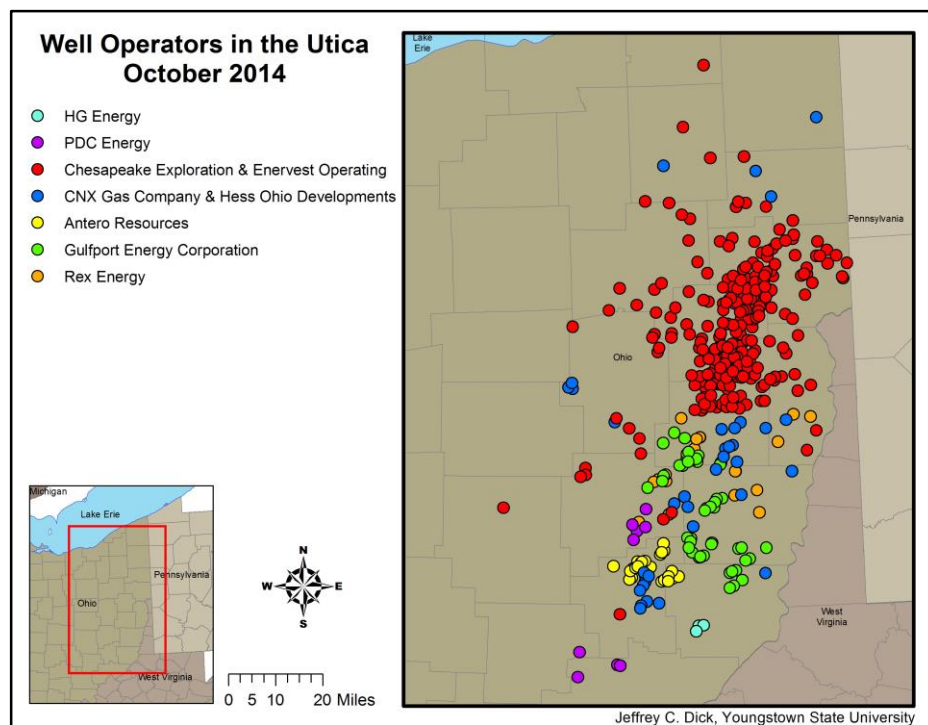 Well Operators in the Utica
October 2014
HG Energy
PDC Energy
Chesapeake Exploration & Enervest Operating
CNX Gas Company & Hess Ohio Developments
Antero Resources
Gulfport Energy Corporation
Rex Energy
Lake
Erie
Pennsylvania
Ohio
West
Virginia
Michigan
Lake Erie
Pennsylvania
Ohio
West Virginia
N
W
E
S
0 5 10 20 Miles
Jeffrey C. Dick, Youngstown State University